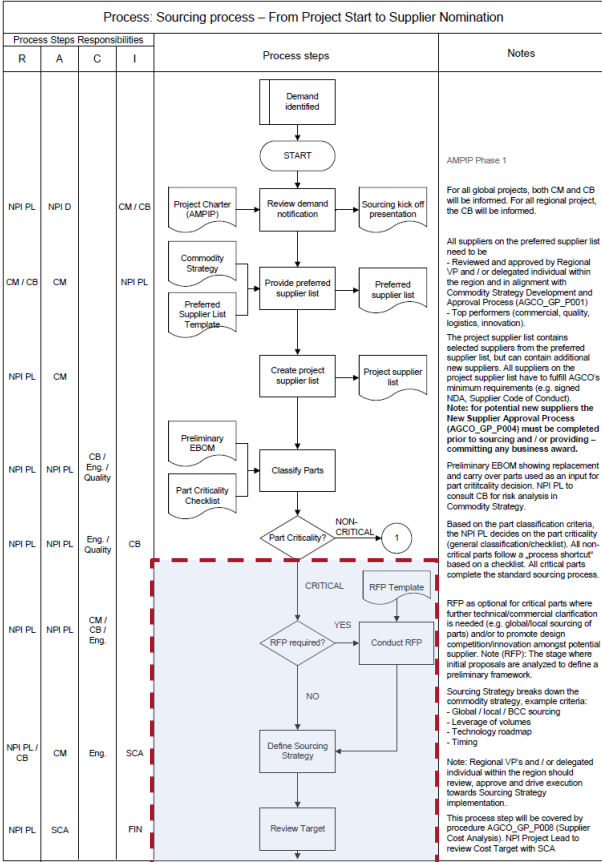 Process: Sourcing process – From Project Start to Supplier Nomination
Process Steps Responsibilities
R
A
C
I
Process steps
Notes
Demand
identified
START
AMPIP Phase 1
NPI PL
NPI D
CM / CB
Project Charter
(AMPIP)
Review demand
notification
Sourcing kick off
presentation
For all global projects, both CM and CB
will be informed. For all regional project,
the CB will be informed.
CM / CB
CM
NPI PL
Commodity
Strategy
Preferred
Supplier List
Template
Provide preferred
supplier list
Preferred
supplier list
All suppliers on the preferred supplier list
need to be
- Reviewed and approved by Regional
VP and / or delegated individual within
the region and in alignment with
Commodity Strategy Development and
Approval Process (AGCO_GP_P001)
- Top performers (commercial, quality,
logistics, innovation).
NPI PL
CM
Create project
supplier list
Project supplier
list
The project supplier list contains
selected suppliers from the preferred
supplier list, but can contain additional
new suppliers. All suppliers on the
project supplier list have to fulfill AGCO's
minimum requirements (e.g. signed
NDA, Supplier Code of Conduct).
Note: for potential new suppliers the
New Supplier Approval Process
(AGCO_GP_P004) must be completed
prior to sourcing and / or providing –
committing any business award.
NPI PL
NPI PL
CB /
Eng. /
Quality
Preliminary
EBOM
Part Criticality
Checklist
Classify Parts
Preliminary EBOM showing replacement
and carry over parts used as an input for
part crititcality decision. NPI PL to
consult CB for risk analysis in
Commodity Strategy.
NPI PL
NPI PL
Eng. /
Quality
CB
Part Criticality?
NON-
CRITICAL
1
Based on the part classification criteria,
the NPI PL decides on the part criticality
(general classification/checklist). All non-
critical parts follow a „process shortcut"
based on a checklist. All critical parts
complete the standard sourcing process.
CRITICAL
RFP Template
NPI PL
NPI PL
CM /
CB /
Eng.
RFP required?
YES
Conduct RFP
NO
RFP as optional for critical parts where
further technical/commercial clarification
is needed (e.g. global/local sourcing of
parts) and/or to promote design
competition/innovation amongst potential
supplier. Note (RFP): The stage where
initial proposals are analyzed to define a
preliminary framework.
NPI PL /
CB
CM
Eng.
SCA
Define Sourcing
Strategy
Sourcing Strategy breaks down the
commodity strategy, example criteria:
- Global / local / BCC sourcing
- Leverage of volumes
- Technology roadmap
- Timing
Note: Regional VP's and / or delegated
individual within the region should
review, approve and drive execution
towards Sourcing Strategy
implementation.
NPI PL
SCA
FIN
Review Target
This process step will be covered by
procedure AGCO_GP_P008 (Supplier
Cost Analysis). NPI Project Lead to
review Cost Target with SCA